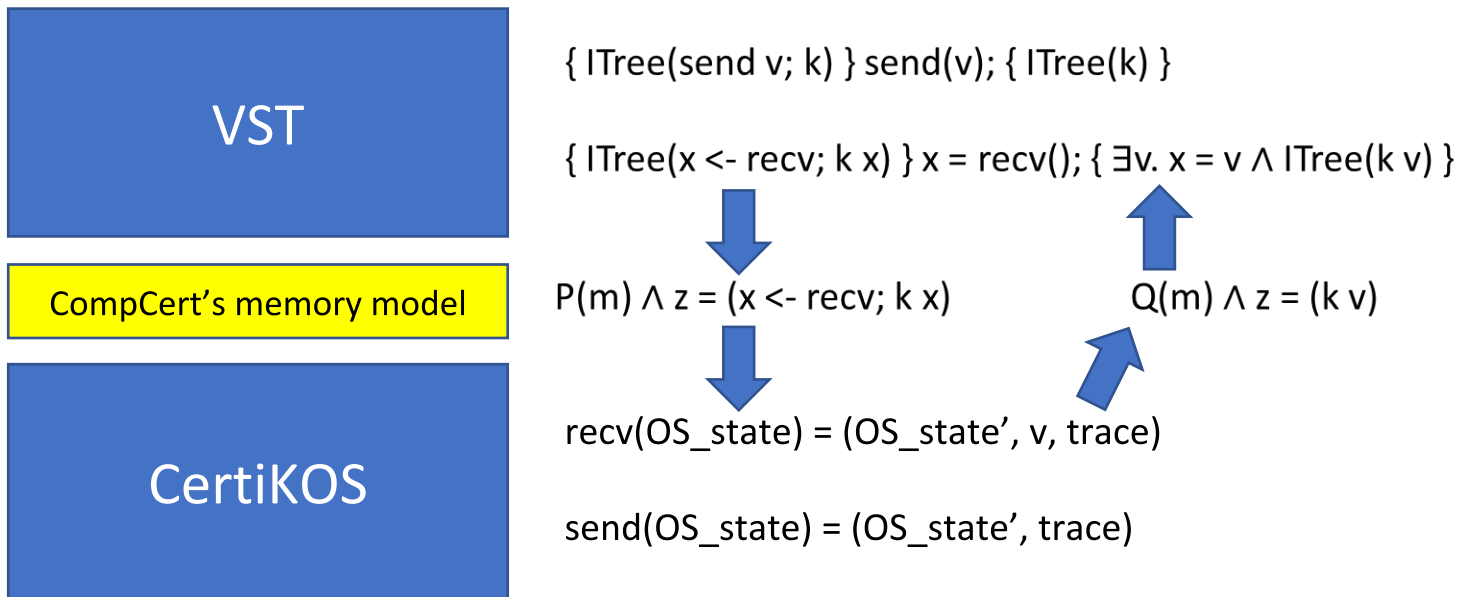 VST
{ ITree(send v; k) } send(v); { ITree(k) }
{ ITree(x <- recv; k x) } x = recv(); { ∃v. x = v ∧ ITree(k v) }
CompCert’s memory model
P(m) ∧ z = (x <- recv; k x)
Q(m) ∧ z = (k v)
CertiKOS
recv(OS_state) = (OS_state’, v, trace)
send(OS_state) = (OS_state’, trace)